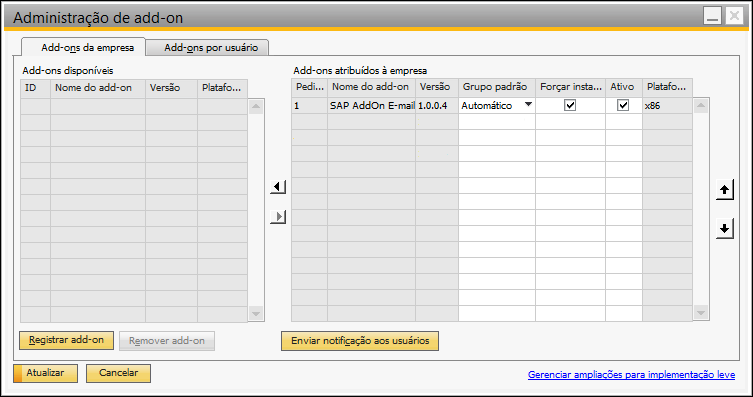 Administração de add-on
Add-ons da empresa Add-ons por usuário
Add-ons disponíveis
ID Nome do add-on Versão Platafo...
Add-ons atribuídos à empresa
Pedi... Nome do add-on Versão Grupo padrão Forçar insta... Ativo Platafo...
1 SAP AddOn E-mail 1.0.0.4 Automático x86
Registrar add-on Remover add-on Enviar notificação aos usuários
Atualizar Cancelar Gerenciar ampliações para implementação leve